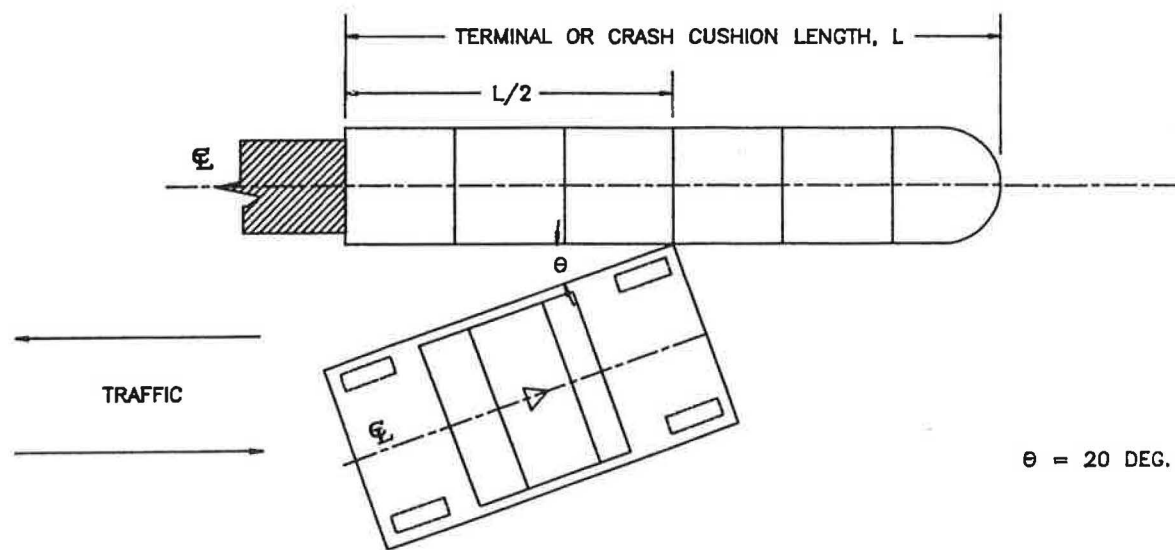 TERMINAL OR CRASH CUSHION LENGTH, L
L/2
℄
θ
TRAFFIC
℄
θ = 20 DEG.